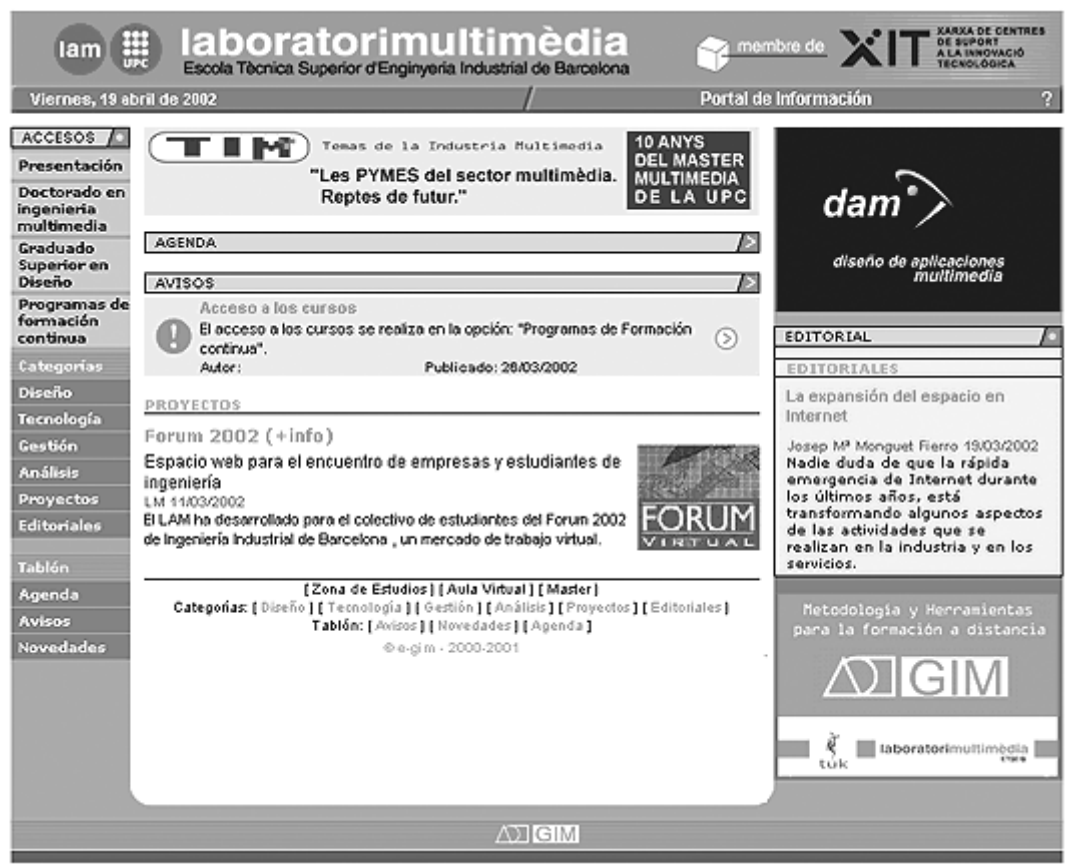 lam
UPC
laboratorimultimèdia
Escola Tècnica Superior d'Enginyeria Industrial de Barcelona
membre de
XIT
XARXA DE CENTRES
DE SUPORT
A LA INNOVACIÓ
TECNOLÒGICA
Viernes, 19 abril de 2002
Portal de Información
?
ACCESOS
Presentación
Doctorado en
ingenieria
multimedia
Graduado
Superior en
Diseño
Programas de
formación
continua
Categorías
Diseño
Tecnología
Gestión
Análisis
Proyectos
Editoriales
Tablón
Agenda
Avisos
Novedades
TIM
Temas de la Industria Multimedia
"Les PYMES del sector multimèdia.
Reptes de futur."
10 ANYS
DEL MASTER
MULTIMEDIA
DE LA UPC
AGENDA
AVISOS
Acceso a los cursos
El acceso a los cursos se realiza en la opción: "Programas de Formación
continua".
Autor: Publicado: 26/03/2002
PROYECTOS
Forum 2002 (+info)
Espacio web para el encuentro de empresas y estudiantes de
ingeniería
LM 11/03/2002
El LAM ha desarrollado para el colectivo de estudiantes del Forum 2002
de Ingeniería Industrial de Barcelona , un mercado de trabajo virtual.
FORUM
VIRTUAL
[ Zona de Estudios ] [ Aula Virtual ] [ Master ]
Categorías: [ Diseño ] [ Tecnología ] [ Gestión ] [ Análisis ] [ Proyectos ] [ Editoriales ]
Tablón: [ Avisos ] [ Novedades ] [ Agenda ]
© e-gim - 2000-2001
dam
diseño de aplicaciones
multimedia
EDITORIAL
EDITORIALES
La expansión del espacio en
Internet
Josep Mª Monguet Fierro 19/03/2002
Nadie duda de que la rápida
emergencia de Internet durante
los últimos años, está
transformando algunos aspectos
de las actividades que se
realizan en la industria y en los
servicios.
Metodología y Herramientas
para la formación a distancia
GIM
tuk
laboratorimultimèdia
GIM